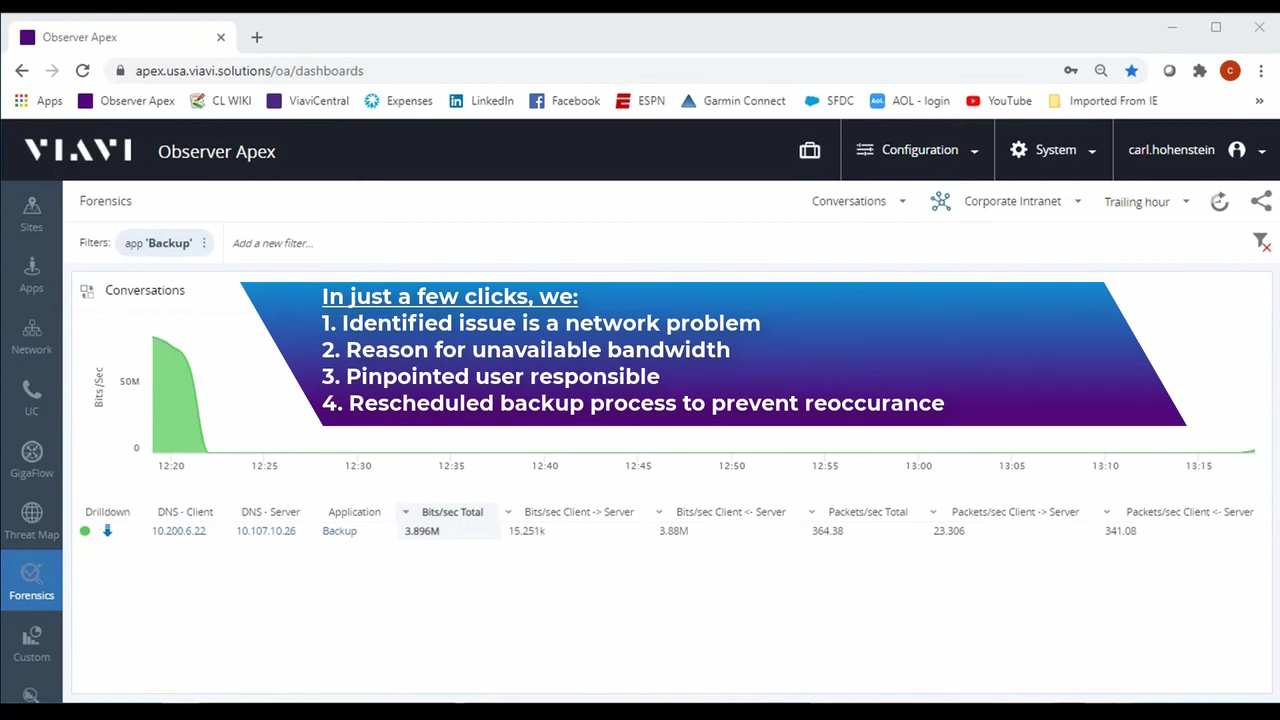 Observer Apex
apex.usa.viavi.solutions/oa/dashboards
C
Apps Observer Apex CL WIKI ViaviCentral Expenses LinkedIn Facebook ESPN Garmin Connect SFDC Aol. AOL - login YouTube Imported From IE
VIAVI Observer Apex Configuration System carl.hohenstein
Sites
Apps
Network
UC
GigaFlow
Threat Map
Forensics
Custom
Forensics Conversations Corporate Intranet Trailing hour
Filters: app 'Backup' Add a new filter...
Conversations
In just a few clicks, we:
1. Identified issue is a network problem
2. Reason for unavailable bandwidth
3. Pinpointed user responsible
4. Rescheduled backup process to prevent reoccurance
Bits/Sec
50M
0
12:20 12:25 12:30 12:35 12:40 12:45 12:50 12:55 13:00 13:05 13:10 13:15
Drilldown DNS - Client DNS - Server Application Bits/sec Total Bits/sec Client -> Server Bits/sec Client <- Server Packets/sec Total Packets/sec Client -> Server Packets/sec Client <- Server
10.200.6.22 10.107.10.26 Backup 3.896M 15.251k 3.88M 364.38 23.306 341.08